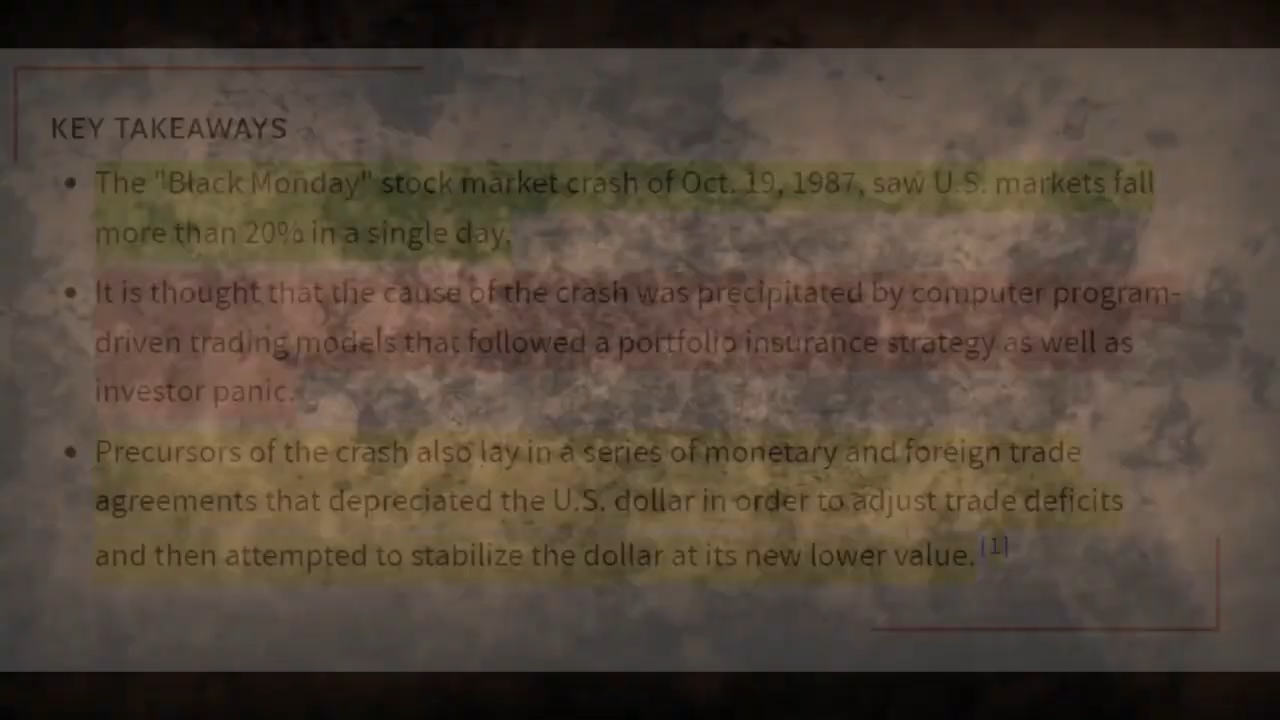 KEY TAKEAWAYS
• The "Black Monday" stock market crash of Oct. 19, 1987, saw U.S. markets fall
more than 20% in a single day.
• It is thought that the cause of the crash was precipitated by computer program-
driven trading models that followed a portfolio insurance strategy as well as
investor panic.
• Precursors of the crash also lay in a series of monetary and foreign trade
agreements that depreciated the U.S. dollar in order to adjust trade deficits
and then attempted to stabilize the dollar at its new lower value.[1]